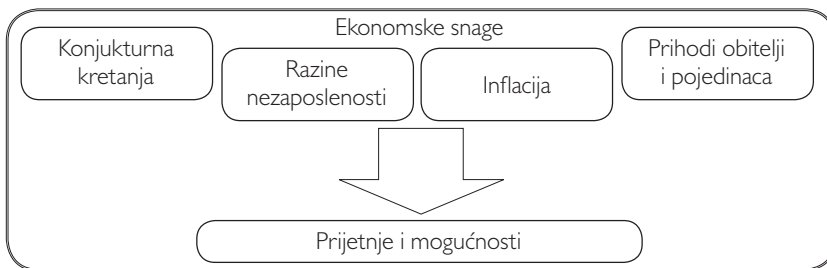 Ekonomske snage
Konjukturna
kretanja
Razine
nezaposlenosti
Inflacija
Prihodi obitelji
i pojedinaca
Prijetnje i mogućnosti